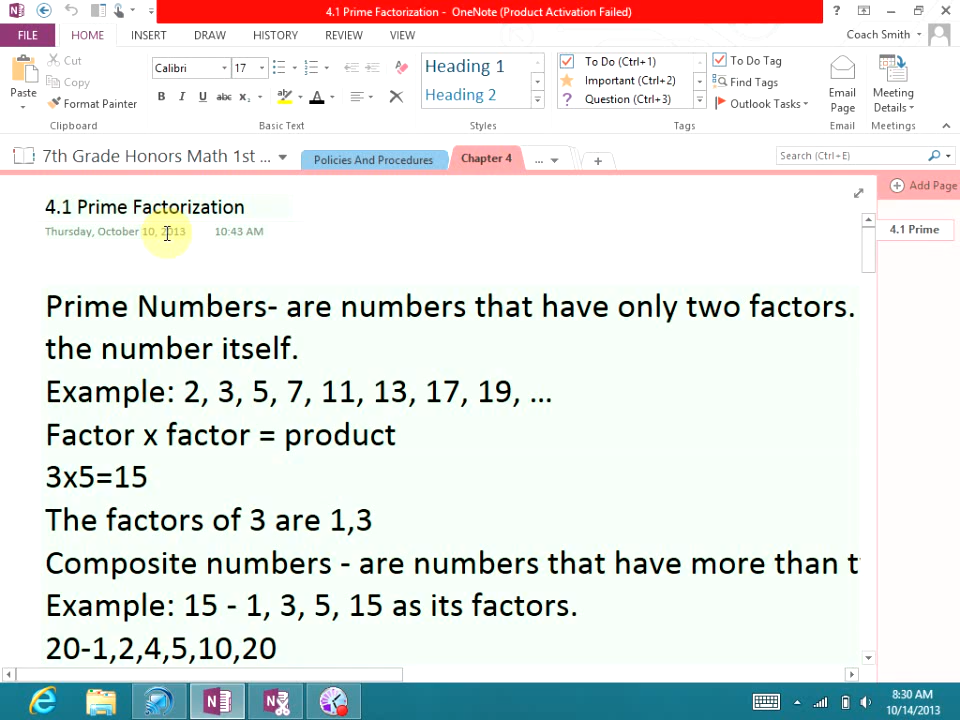 4.1 Prime Factorization - OneNote (Product Activation Failed)
?
FILE HOME INSERT DRAW HISTORY REVIEW VIEW Coach Smith
Paste
Cut
Copy
Format Painter
Clipboard
Calibri 17
B I U abc X2 ab A
Basic Text
Heading 1
Heading 2
Styles
To Do (Ctrl+1)
Important (Ctrl+2)
? Question (Ctrl+3)
To Do Tag
Find Tags
Outlook Tasks
Tags
Email
Page
Email
Meeting
Details
Meetings
7th Grade Honors Math 1st ... Policies And Procedures Chapter 4 ... + Search (Ctrl+E)
Add Page
4.1 Prime
4.1 Prime Factorization
Thursday, October 10, 2013 10:43 AM
Prime Numbers- are numbers that have only two factors.
the number itself.
Example: 2, 3, 5, 7, 11, 13, 17, 19, ...
Factor x factor = product
3x5=15
The factors of 3 are 1,3
Composite numbers - are numbers that have more than
Example: 15 - 1, 3, 5, 15 as its factors.
20-1,2,4,5,10,20
8:30 AM
10/14/2013